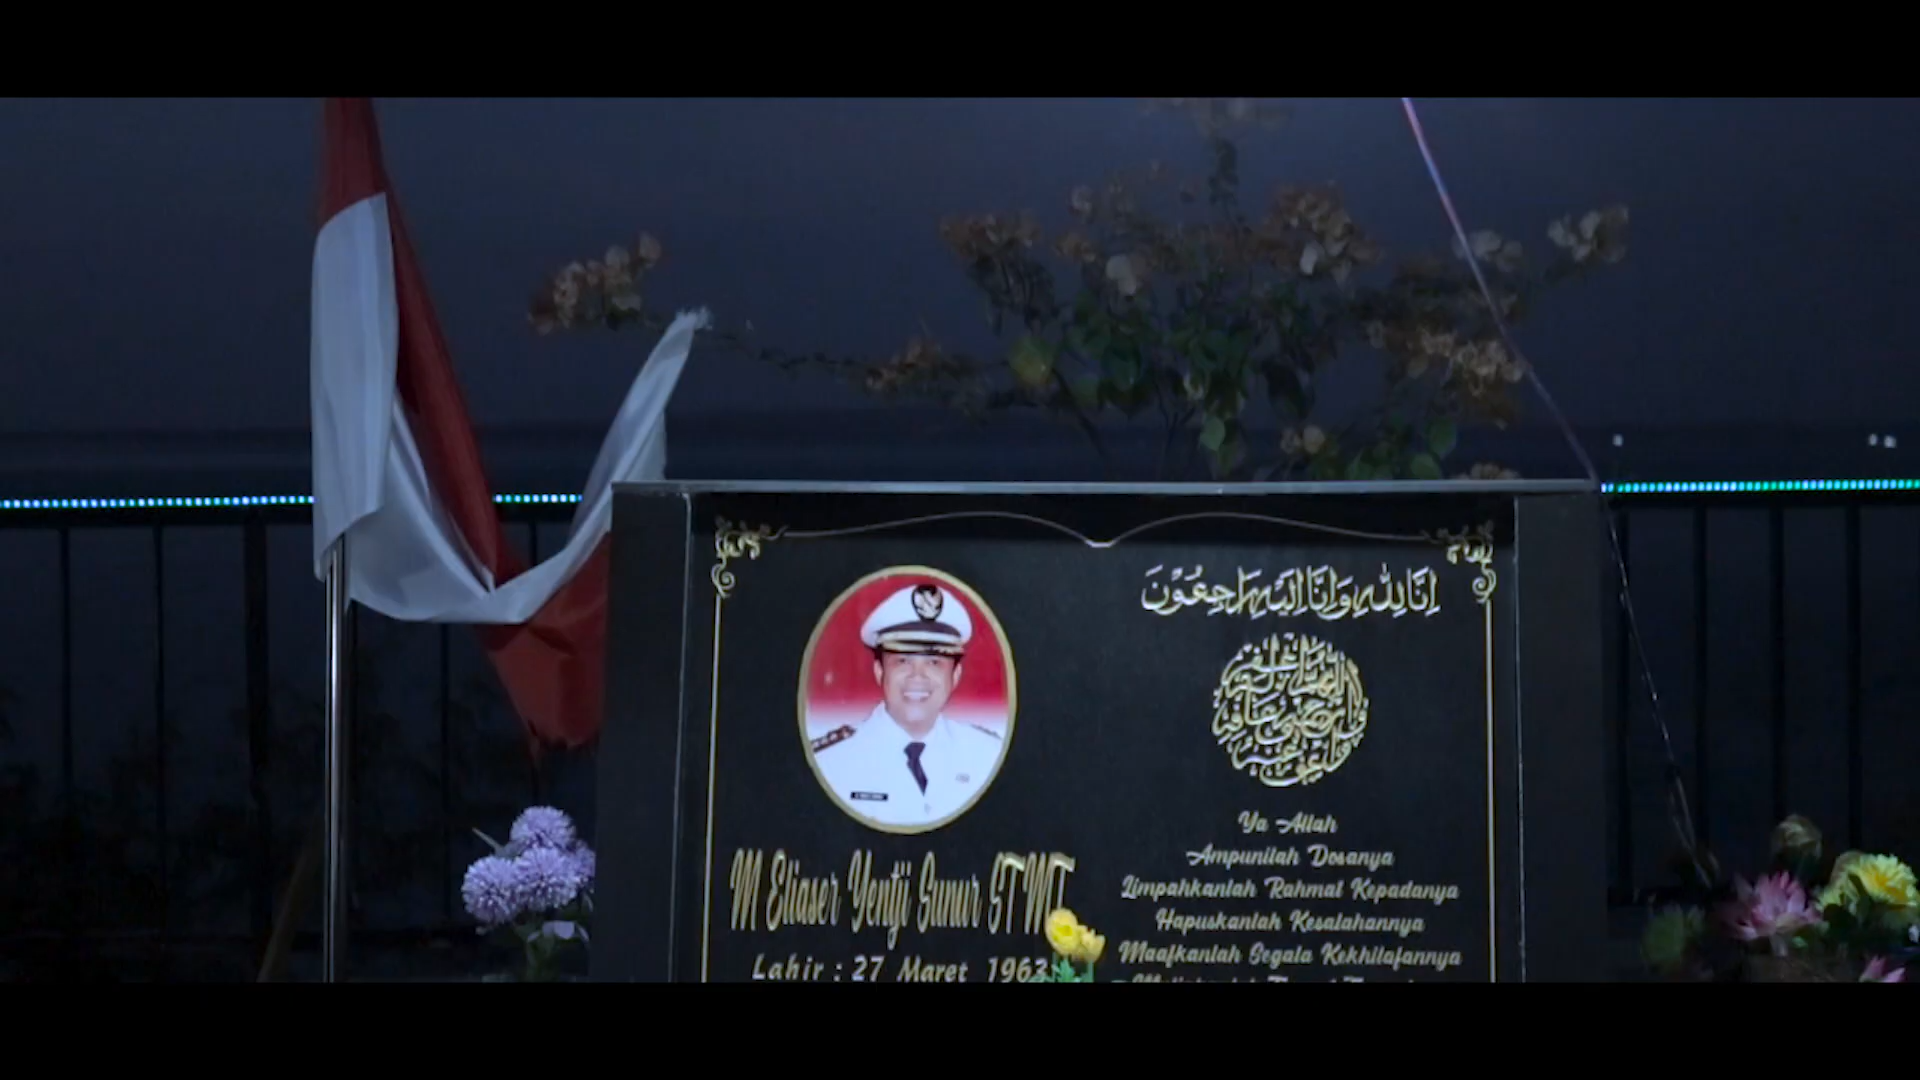 M Eliaser Yentji Sunur ST MT
Lahir : 27 Maret 1963
اِنَّا لِلّٰهِ وَاِنَّا اِلَيْهِ رَاجِعُوْنَ
Ya Allah
Ampunilah Dosanya
Limpahkanlah Rahmat Kepadanya
Hapuskanlah Kesalahannya
Maafkanlah Segala Kekhilafannya